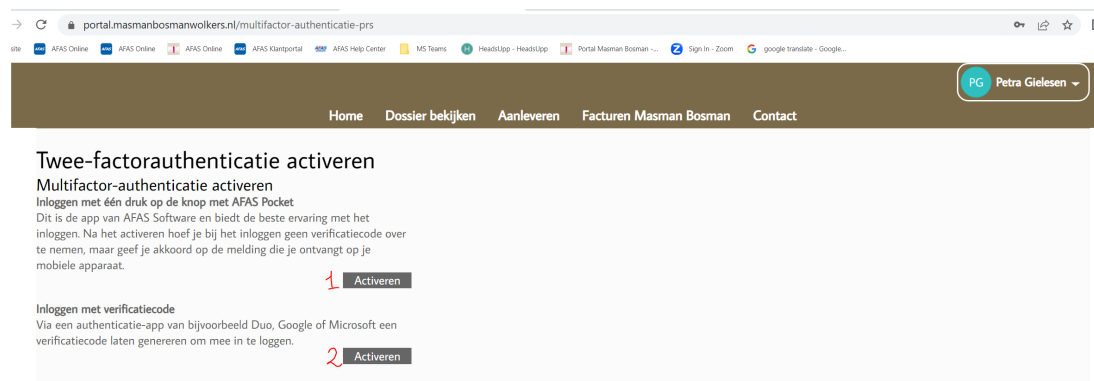 portal.masmanbosmanwolkers.nl/multifactor-authenticatie-prs
site AFAS Online AFAS Online AFAS Online AFAS Klantportal AFAS Help Center MS Teams H HeadsUpp - HeadsUpp Portal Masman Bosman -... Z Sign In - Zoom G google translate - Google...
PG Petra Gielesen
Home Dossier bekijken Aanleveren Facturen Masman Bosman Contact
Twee-factorauthenticatie activeren
Multifactor-authenticatie activeren
Inloggen met één druk op de knop met AFAS Pocket
Dit is de app van AFAS Software en biedt de beste ervaring met het
inloggen. Na het activeren hoef je bij het inloggen geen verificatiecode over
te nemen, maar geef je akkoord op de melding die je ontvangt op je
mobiele apparaat.
1 Activeren
Inloggen met verificatiecode
Via een authenticatie-app van bijvoorbeeld Duo, Google of Microsoft een
verificatiecode laten genereren om mee in te loggen.
2 Activeren